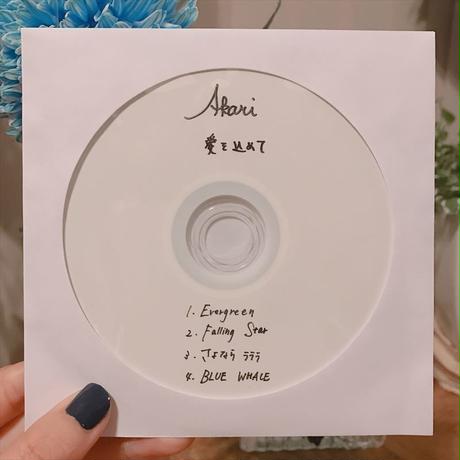 Akari
愛を込めて
1. Evergreen
2. Falling Star
3. さよなら ララララ
4. BLUE WHALE